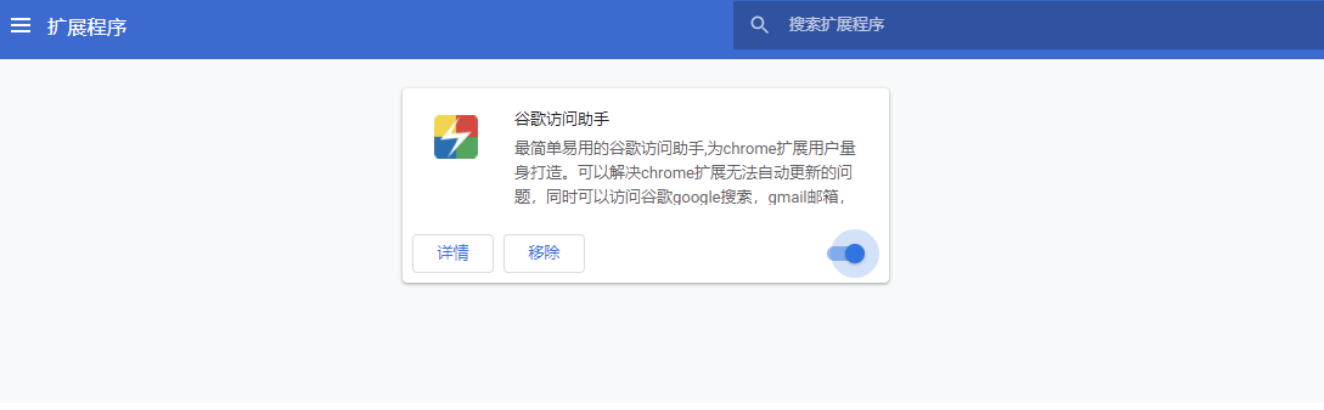 扩展程序
搜索扩展程序
谷歌访问助手
最简单易用的谷歌访问助手,为chrome扩展用户量
身打造。可以解决chrome扩展无法自动更新的问
题，同时可以访问谷歌google搜索，gmail邮箱，
详情
移除